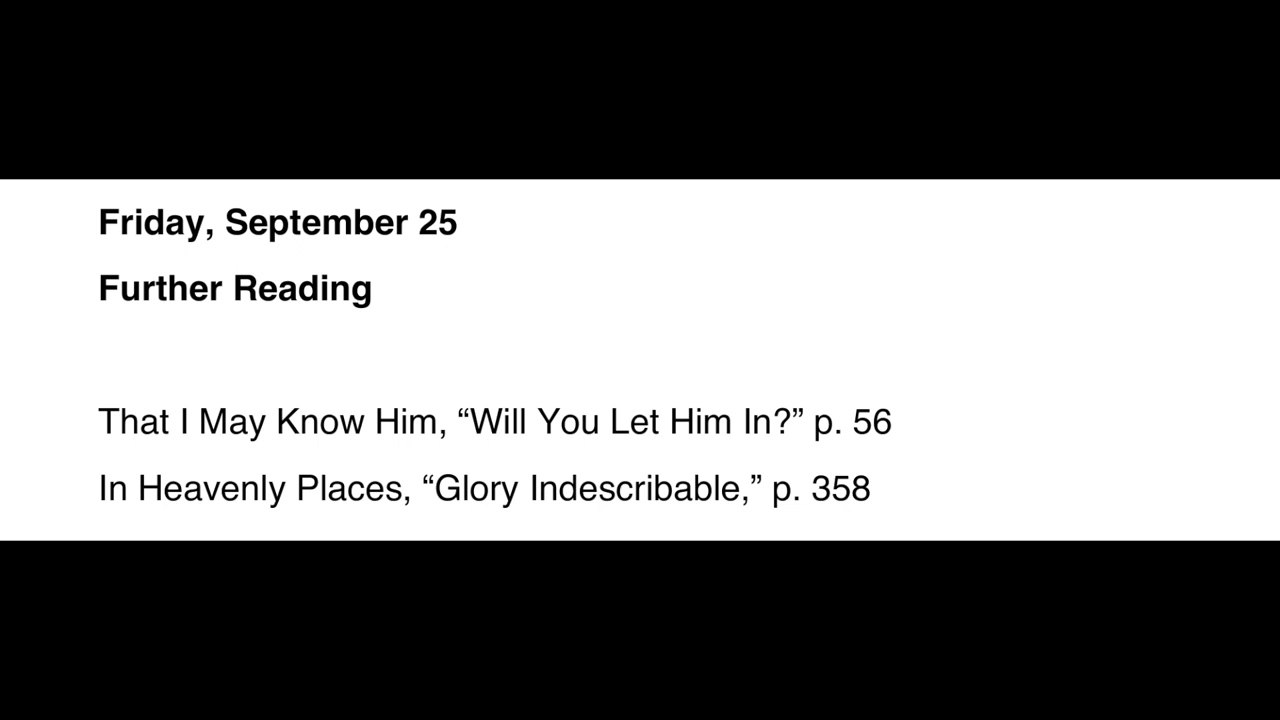 Friday, September 25
Further Reading
That I May Know Him, “Will You Let Him In?” p. 56
In Heavenly Places, “Glory Indescribable,” p. 358